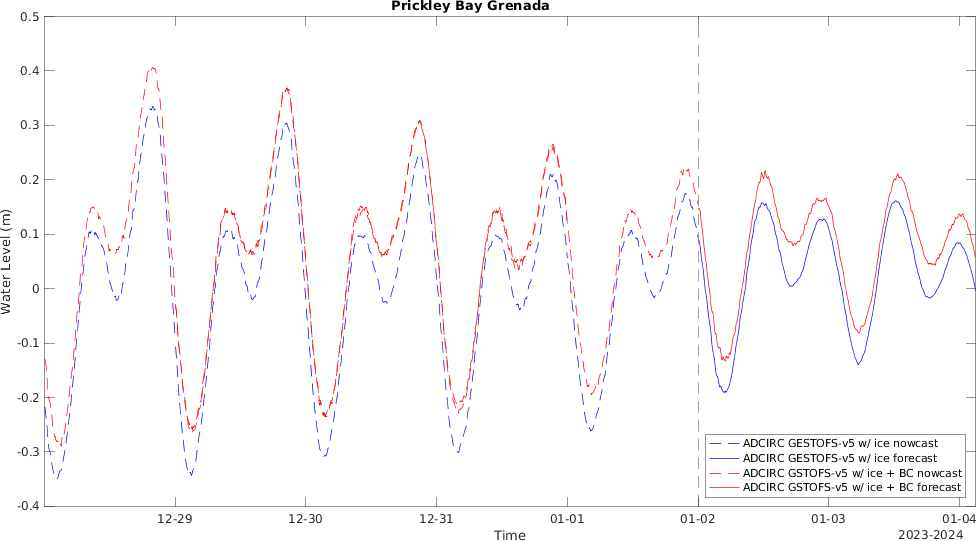 Prickley Bay Grenada
0.5
0.4
0.3
0.2
0.1
0
-0.1
-0.2
-0.3
-0.4
Water Level (m)
12-29
12-30
12-31
01-01
01-02
01-03
01-04
Time
2023-2024
ADCIRC GESTOFS-v5 w/ ice nowcast
ADCIRC GESTOFS-v5 w/ ice forecast
ADCIRC GSTOFS-v5 w/ ice + BC nowcast
ADCIRC GSTOFS-v5 w/ ice + BC forecast